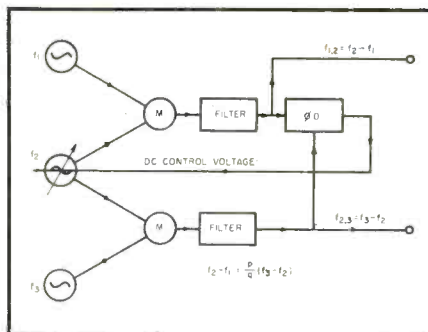 f₁
f₁,₂ = f₂ - f₁
M
FILTER
ØD
f₂
DC CONTROL VOLTAGE
M
FILTER
f₂,₃ = f₃ - f₂
f₂ - f₁ = p/q (f₃ - f₂)
f₃